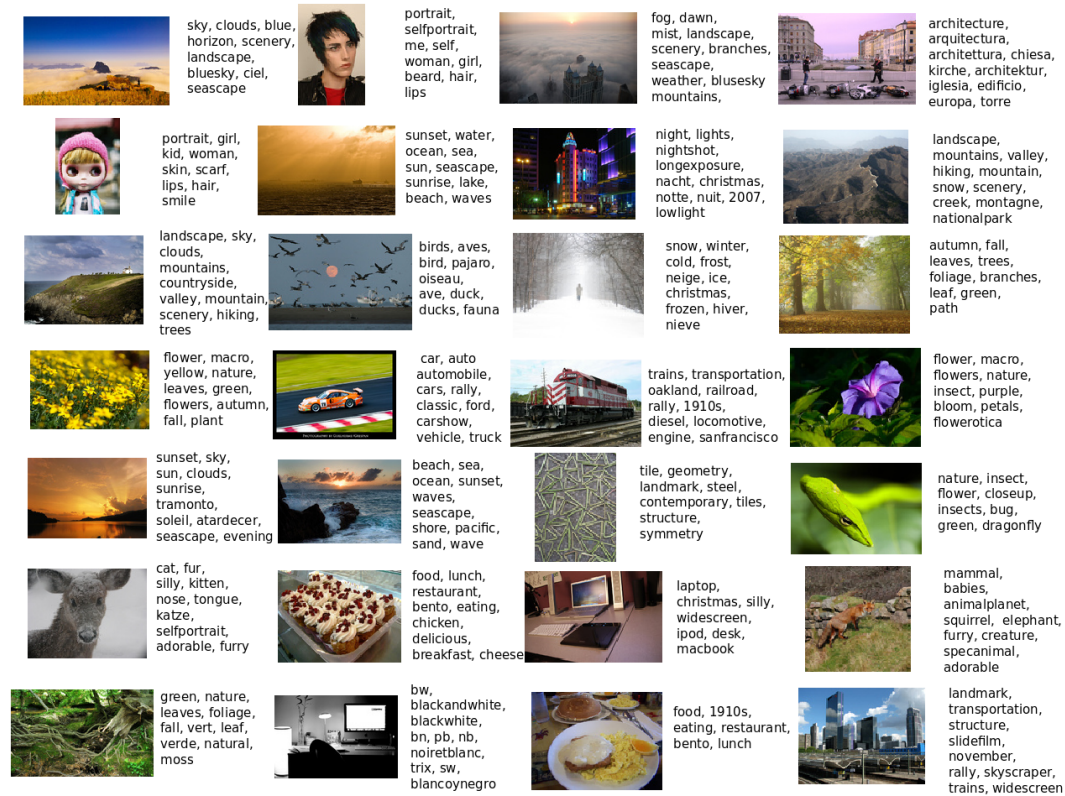 sky, clouds, blue,
horizon, scenery,
landscape,
bluesky, ciel,
seascape
portrait,
selfportrait,
me, self,
woman, girl,
beard, hair,
lips
fog, dawn,
mist, landscape,
scenery, branches,
seascape,
weather, blusesky
mountains,
architecture,
arquitectura,
architettura, chiesa,
kirche, architektur,
iglesia, edificio,
europa, torre
portrait, girl,
kid, woman,
skin, scarf,
lips, hair,
smile
sunset, water,
ocean, sea,
sun, seascape,
sunrise, lake,
beach, waves
night, lights,
nightshot,
longexposure,
nacht, christmas,
notte, nuit, 2007,
lowlight
landscape,
mountains, valley,
hiking, mountain,
snow, scenery,
creek, montagne,
nationalpark
landscape, sky,
clouds,
mountains,
countryside,
valley, mountain,
scenery, hiking,
trees
birds, aves,
bird, pajaro,
oiseau,
ave, duck,
ducks, fauna
snow, winter,
cold, frost,
neige, ice,
christmas,
frozen, hiver,
nieve
autumn, fall,
leaves, trees,
foliage, branches,
leaf, green,
path
flower, macro,
yellow, nature,
leaves, green,
flowers, autumn,
fall, plant
car, auto
automobile,
cars, rally,
classic, ford,
carshow,
vehicle, truck
trains, transportation,
oakland, railroad,
rally, 1910s,
diesel, locomotive,
engine, sanfrancisco
flower, macro,
flowers, nature,
insect, purple,
bloom, petals,
flowerotica
sunset, sky,
sun, clouds,
sunrise,
tramonto,
soleil, atardecer,
seascape, evening
beach, sea,
ocean, sunset,
waves,
seascape,
shore, pacific,
sand, wave
tile, geometry,
landmark, steel,
contemporary, tiles,
structure,
symmetry
nature, insect,
flower, closeup,
insects, bug,
green, dragonfly
cat, fur,
silly, kitten,
nose, tongue,
katze,
selfportrait,
adorable, furry
food, lunch,
restaurant,
bento, eating,
chicken,
delicious,
breakfast, cheese
laptop,
christmas, silly,
widescreen,
ipod, desk,
macbook
mammal,
babies,
animalplanet,
squirrel, elephant,
furry, creature,
specanimal,
adorable
green, nature,
leaves, foliage,
fall, vert, leaf,
verde, natural,
moss
bw,
blackandwhite,
blackwhite,
bn, pb, nb,
noiretblanc,
trix, sw,
blancoynegro
food, 1910s,
eating, restaurant,
bento, lunch
landmark,
transportation,
structure,
slidefilm,
november,
rally, skyscraper,
trains, widescreen